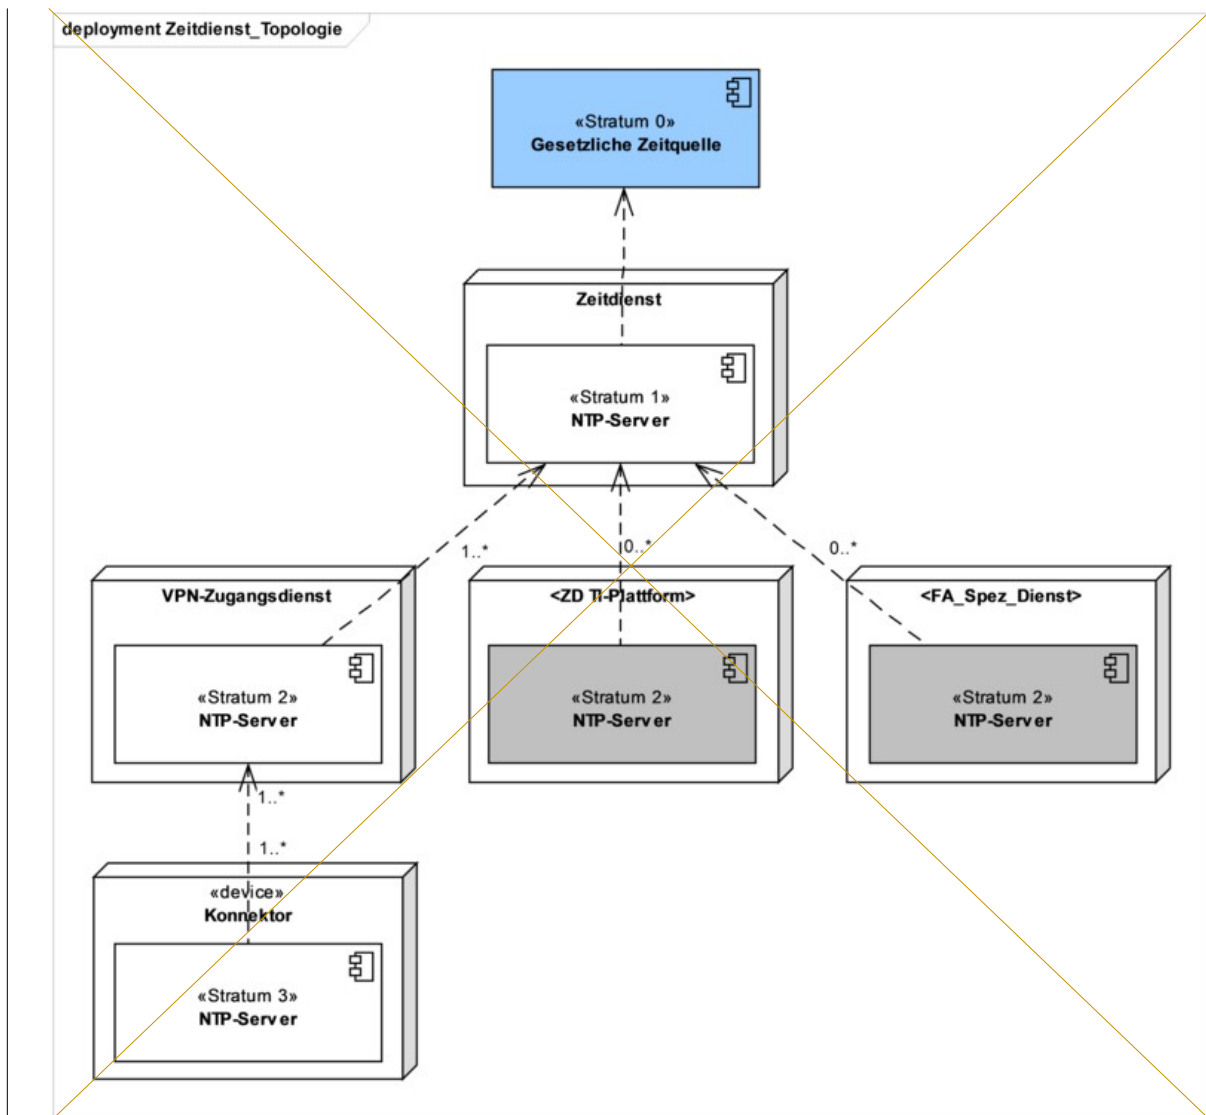 deployment Zeitdienst_Topologie
«Stratum 0»
Gesetzliche Zeitquelle
Zeitdienst
«Stratum 1»
NTP-Server
1..*
0..*
0..*
VPN-Zugangsdienst
<ZD TI-Plattform>
<FA_Spez_Dienst>
«Stratum 2»
NTP-Server
«Stratum 2»
NTP-Server
«Stratum 2»
NTP-Server
1..*
1..*
«device»
Konnektor
«Stratum 3»
NTP-Server